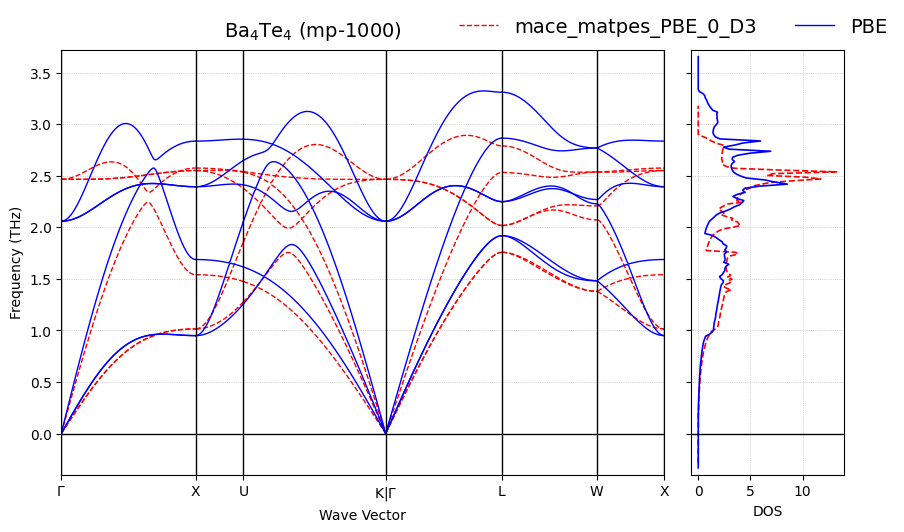 Ba₄Te₄ (mp-1000)
mace_matpes_PBE_0_D3
PBE
Frequency (THz)
3.5
3.0
2.5
2.0
1.5
1.0
0.5
0.0
Γ X U K|Γ L W X
Wave Vector
0 5 10
DOS